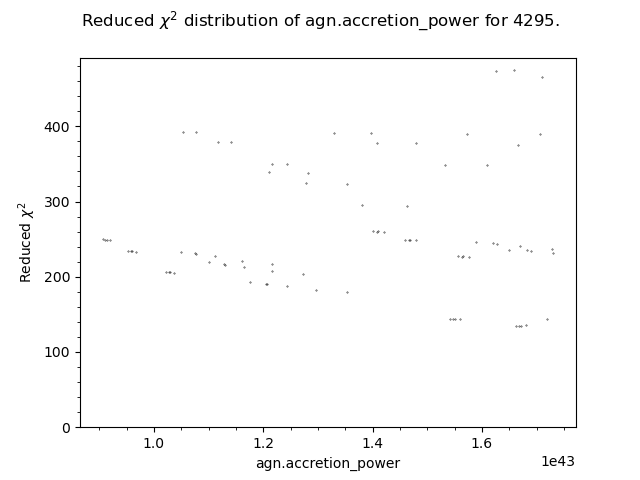 Reduced χ² distribution of agn.accretion_power for 4295.
Reduced χ²
400
300
200
100
0
1.0 1.2 1.4 1.6
1e43
agn.accretion_power